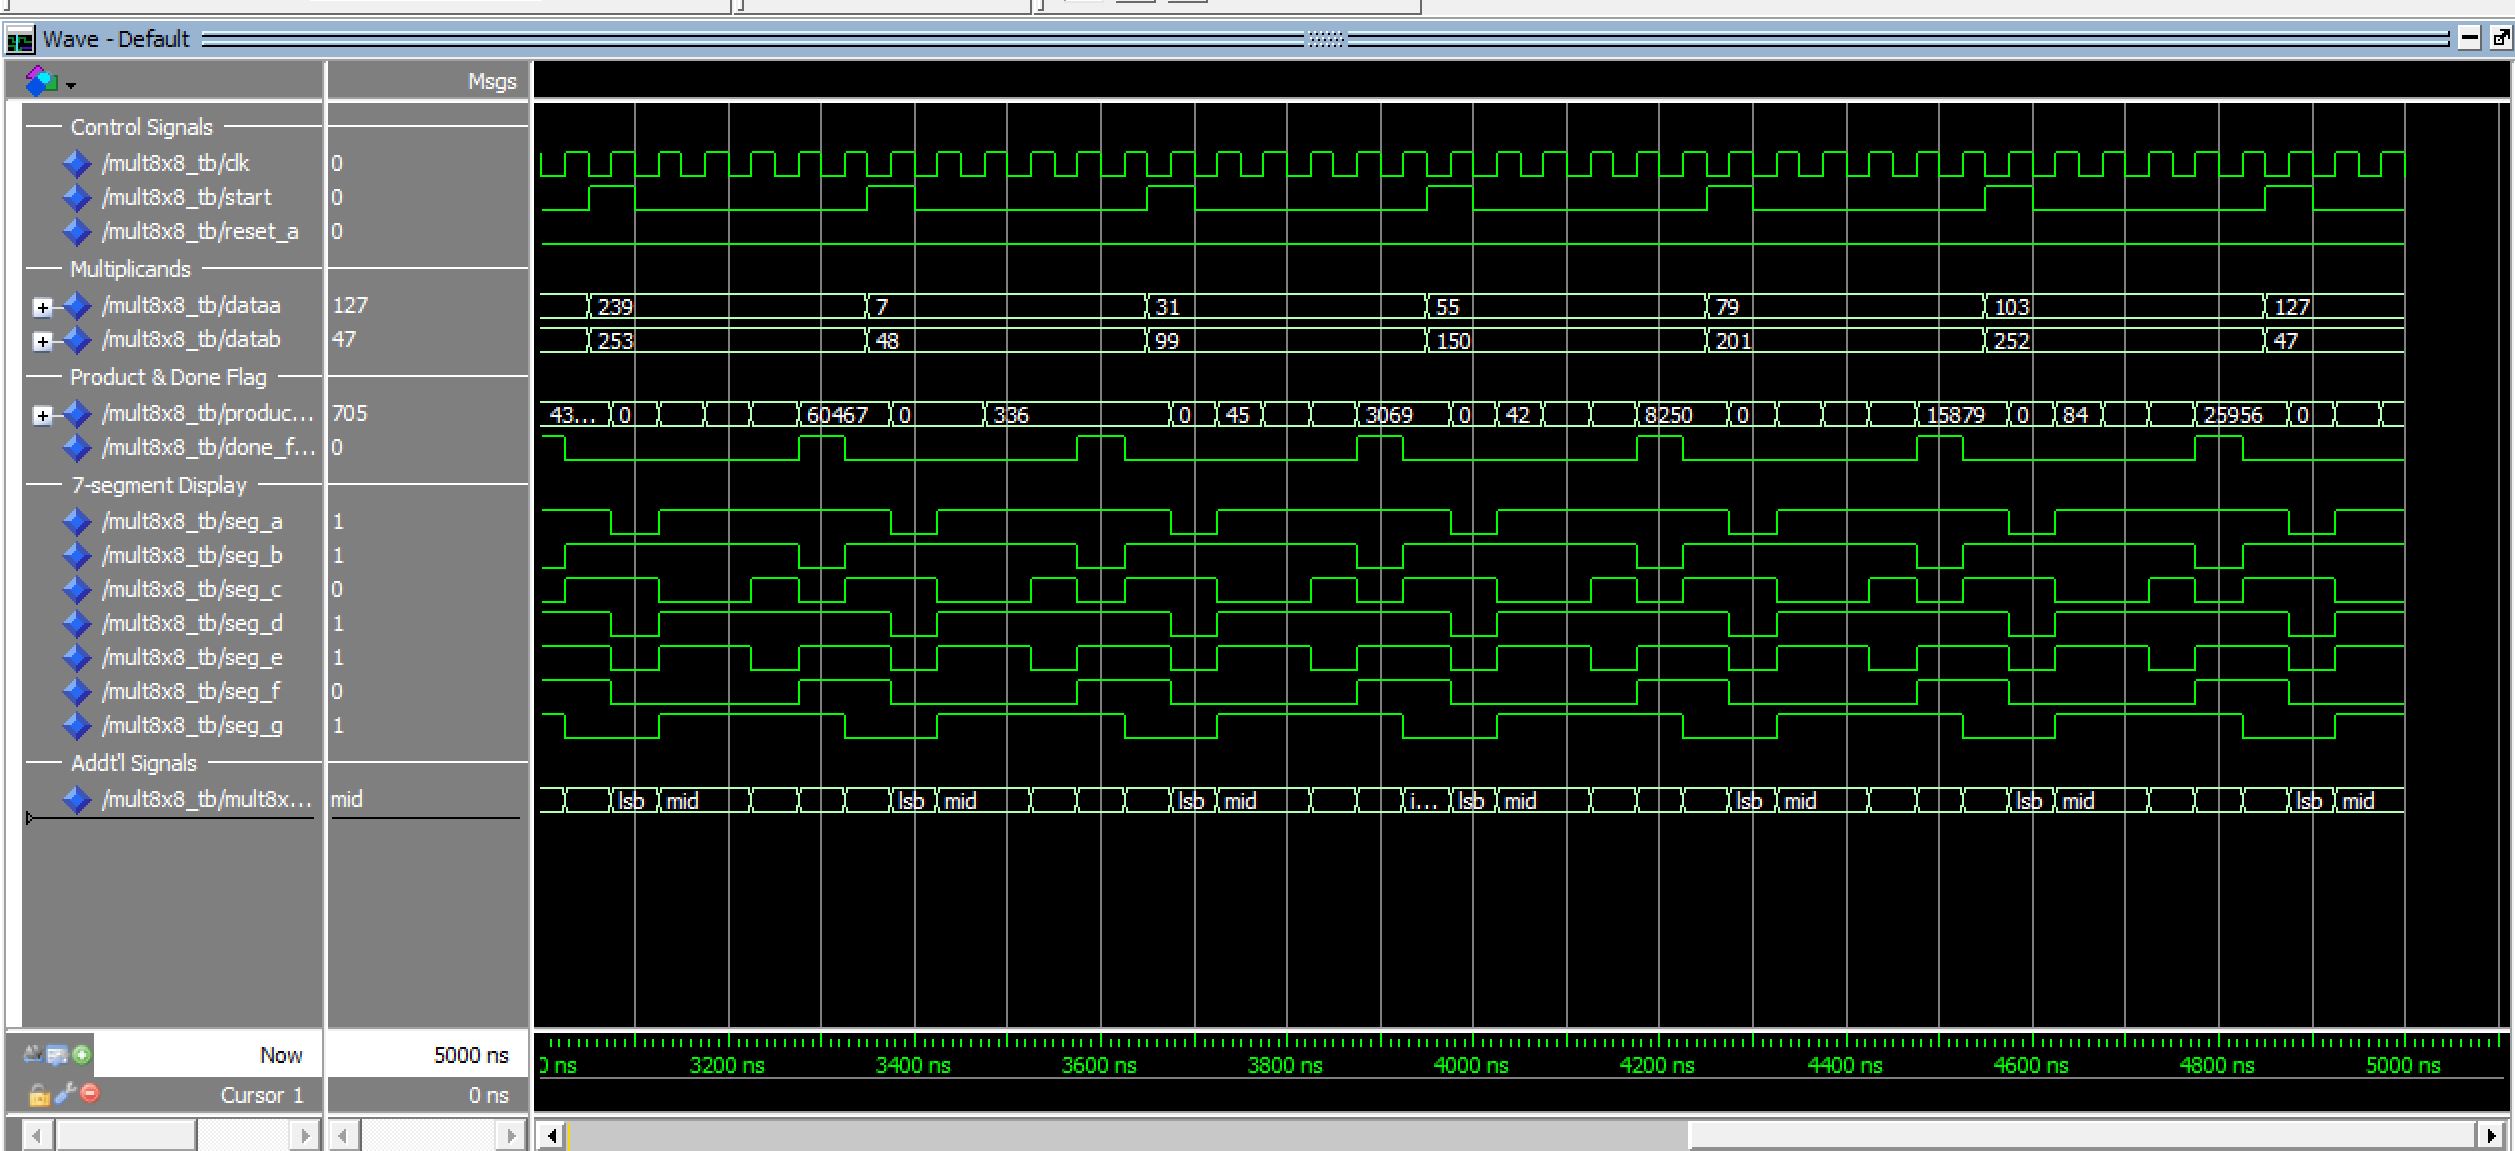 Wave - Default
Msgs
Control Signals
/mult8x8_tb/clk 0
/mult8x8_tb/start 0
/mult8x8_tb/reset_a 0
Multiplicands
/mult8x8_tb/dataa 127 239 7 31 55 79 103 127
/mult8x8_tb/datab 47 253 48 99 150 201 252 47
Product & Done Flag
/mult8x8_tb/produc... 705 43... 0 60467 0 336 0 45 3069 0 42 8250 0 15879 0 84 25956 0
/mult8x8_tb/done_f... 0
7-segment Display
/mult8x8_tb/seg_a 1
/mult8x8_tb/seg_b 1
/mult8x8_tb/seg_c 0
/mult8x8_tb/seg_d 1
/mult8x8_tb/seg_e 1
/mult8x8_tb/seg_f 0
/mult8x8_tb/seg_g 1
Addt'l Signals
/mult8x8_tb/mult8x... mid lsb mid lsb mid lsb mid i... lsb mid lsb mid lsb mid lsb mid
Now 5000 ns 0 ns 3200 ns 3400 ns 3600 ns 3800 ns 4000 ns 4200 ns 4400 ns 4600 ns 4800 ns 5000 ns
Cursor 1 0 ns